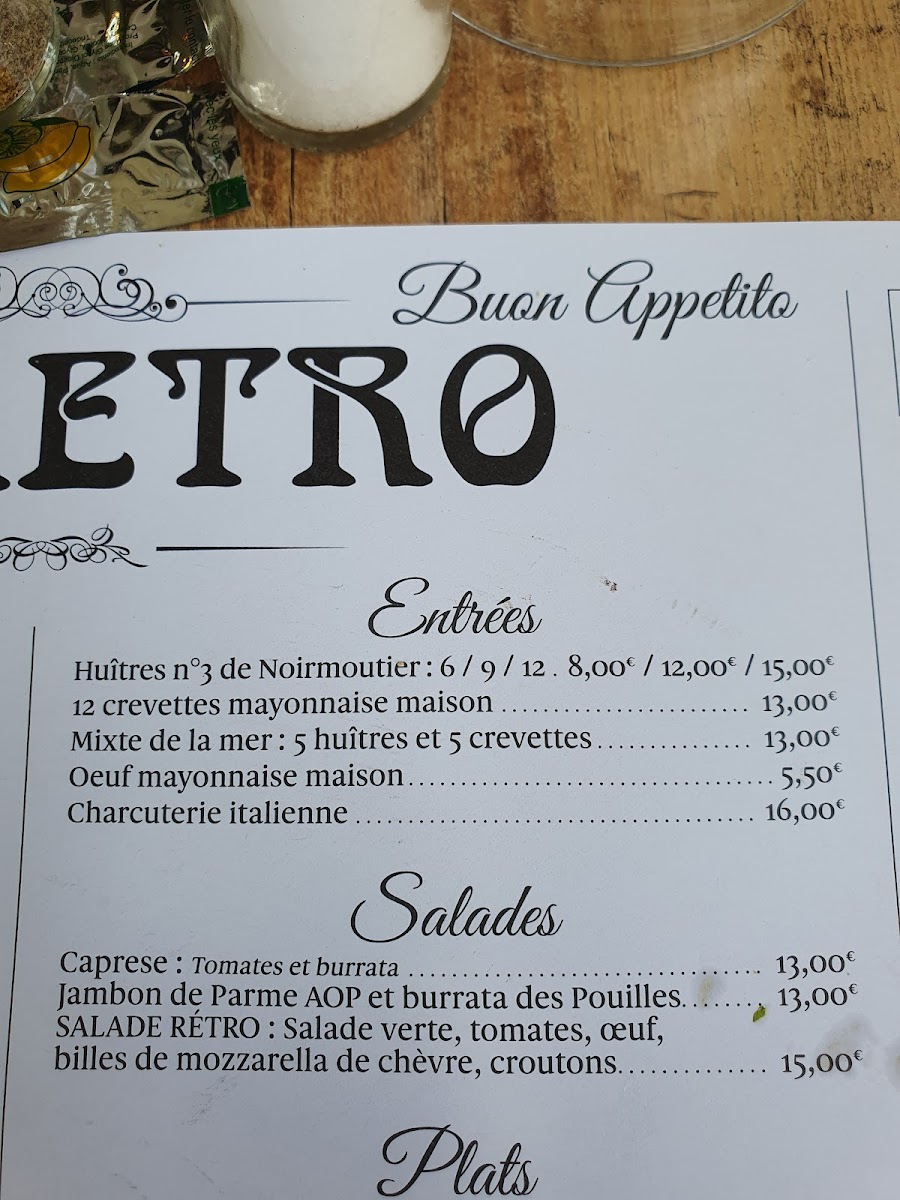 Buon Appetito
RETRO
Entrées
Huîtres n°3 de Noirmoutier : 6 / 9 / 12 . 8,00€ / 12,00€ / 15,00€
12 crevettes mayonnaise maison ........................ 13,00€
Mixte de la mer : 5 huîtres et 5 crevettes............... 13,00€
Oeuf mayonnaise maison..................................... 5,50€
Charcuterie italienne ......................................... 16,00€
Salades
Caprese : Tomates et burrata .................................... 13,00€
Jambon de Parme AOP et burrata des Pouilles........ 13,00€
SALADE RÉTRO : Salade verte, tomates, œuf,
billes de mozzarella de chèvre, croutons.............. 15,00€
Plats